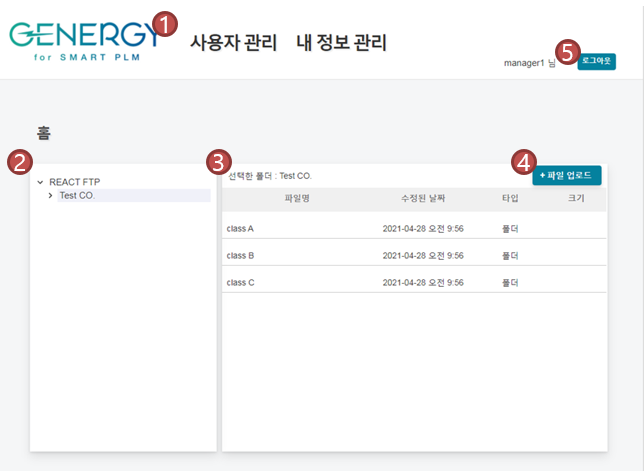 GENERGY
for SMART PLM
1
사용자 관리 내 정보 관리
manager1 님
5
로그아웃
홈
2
REACT FTP
Test CO.
3
선택한 폴더 : Test CO.
4
+ 파일 업로드
파일명 수정된 날짜 타입 크기
class A 2021-04-28 오전 9:56 폴더
class B 2021-04-28 오전 9:56 폴더
class C 2021-04-28 오전 9:56 폴더